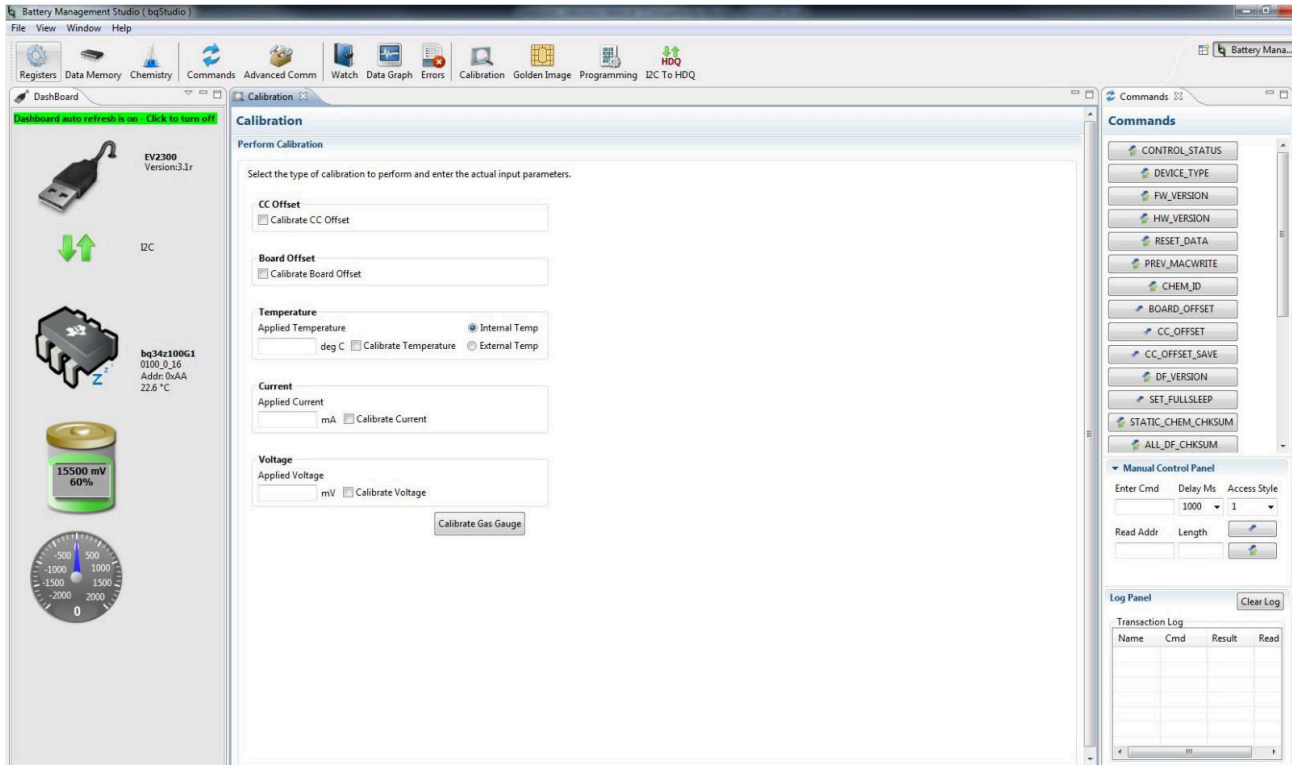 Battery Management Studio ( bqStudio )
File View Window Help
Registers Data Memory Chemistry Commands Advanced Comm Watch Data Graph Errors Calibration Golden Image Programming I2C To HDQ
HDQ
Battery Mana...
DashBoard
Dashboard auto refresh is on - Click to turn off
EV2300
Version:3.1r
I2C
Z z
bq34z100G1
0100_0_16
Addr: 0xAA
22.6 °C
15500 mV
60%
-500 500
-1000 1000
-1500 1500
-2000 2000
0
Calibration
Calibration
Perform Calibration
Select the type of calibration to perform and enter the actual input parameters.
CC Offset
Calibrate CC Offset
Board Offset
Calibrate Board Offset
Temperature
Applied Temperature Internal Temp
deg C Calibrate Temperature External Temp
Current
Applied Current
mA Calibrate Current
Voltage
Applied Voltage
mV Calibrate Voltage
Calibrate Gas Gauge
Commands
Commands
CONTROL_STATUS
DEVICE_TYPE
FW_VERSION
HW_VERSION
RESET_DATA
PREV_MACWRITE
CHEM_ID
BOARD_OFFSET
CC_OFFSET
CC_OFFSET_SAVE
DF_VERSION
SET_FULLSLEEP
STATIC_CHEM_CHKSUM
ALL_DF_CHKSUM
Manual Control Panel
Enter Cmd Delay Ms Access Style
1000 1
Read Addr Length
Log Panel Clear Log
Transaction Log
Name Cmd Result Read